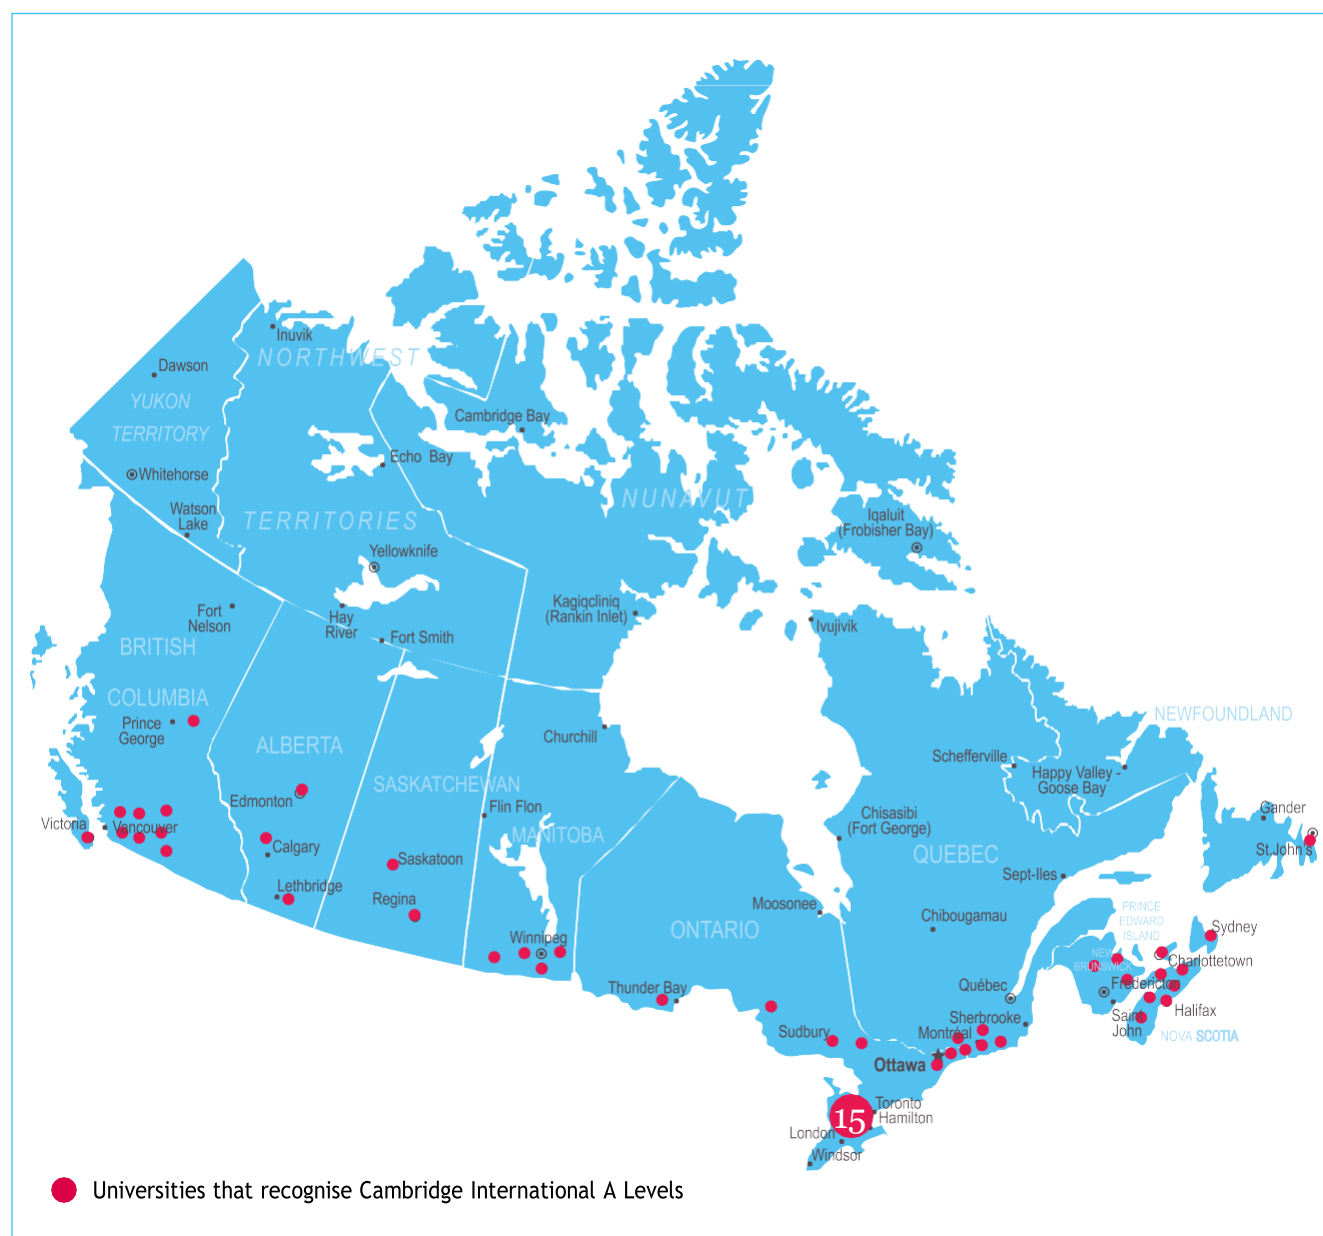 Inuvik
NORTHWEST
Dawson
YUKON
TERRITORY
Cambridge Bay
Echo Bay
Whitehorse
NUNAVUT
Watson
Lake
TERRITORIES
Iqaluit
(Frobisher Bay)
Yellowknife
Fort
Nelson
Hay
River
Fort Smith
Kagiqcliniq
(Rankin Inlet)
Ivujivik
BRITISH
COLUMBIA
Prince
George
NEWFOUNDLAND
Churchill
ALBERTA
Schefferville
Happy Valley -
Goose Bay
SASKATCHEWAN
Edmonton
Flin Flon
MANITOBA
Chisasibi
(Fort George)
Gander
Victoria
Vancouver
Calgary
QUEBEC
St.John's
Saskatoon
Sept-Iles
Lethbridge
Regina
Moosonee
Chibougamau
PRINCE
EDWARD
ISLAND
Sydney
ONTARIO
Winnipeg
NEW
BRUNSWICK
Charlottetown
Thunder Bay
Québec
Fredericton
Saint
John
Halifax
Sherbrooke
Sudbury
Montréal
NOVA SCOTIA
Ottawa
15
Toronto
Hamilton
London
Windsor
Universities that recognise Cambridge International A Levels